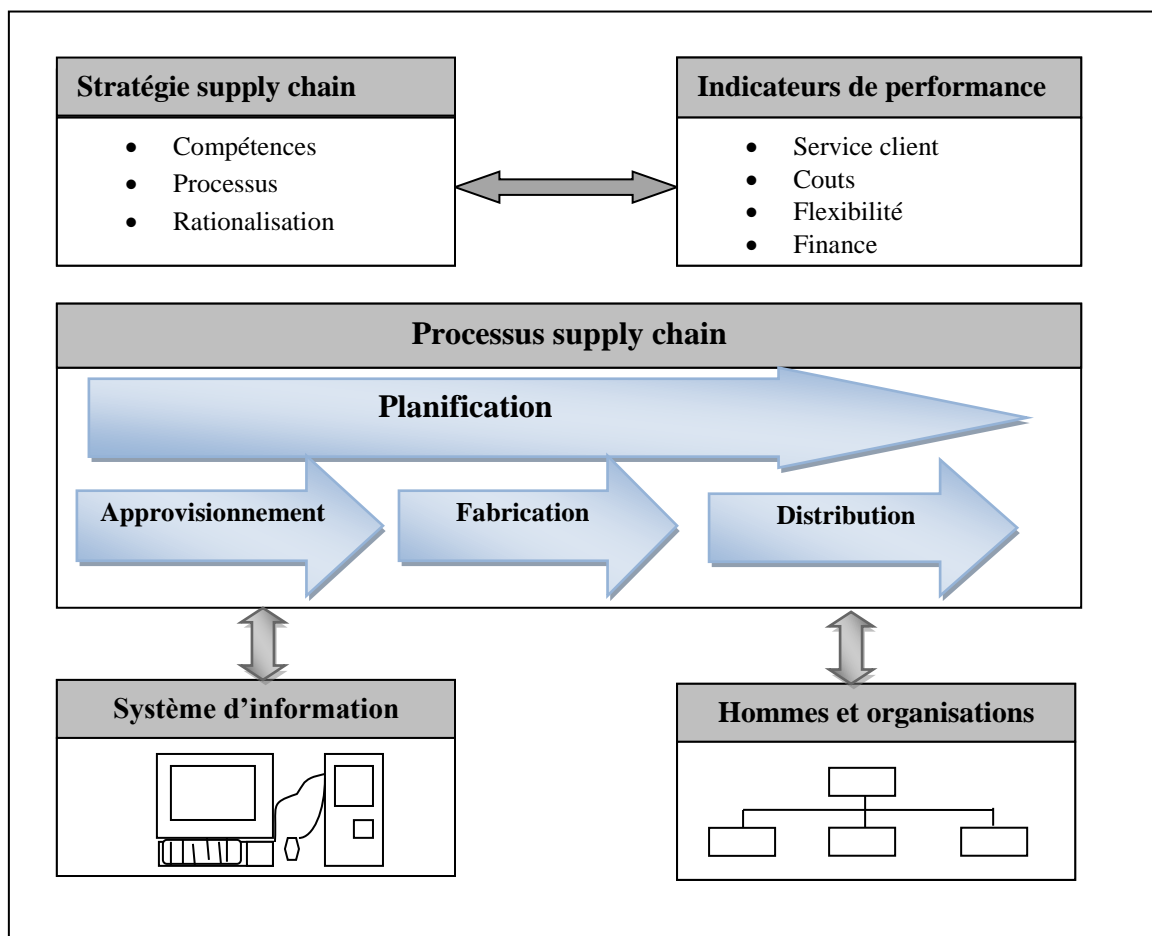 Stratégie supply chain
• Compétences
• Processus
• Rationalisation
Indicateurs de performance
• Service client
• Couts
• Flexibilité
• Finance
Processus supply chain
Planification
Approvisionnement
Fabrication
Distribution
Système d’information
Hommes et organisations